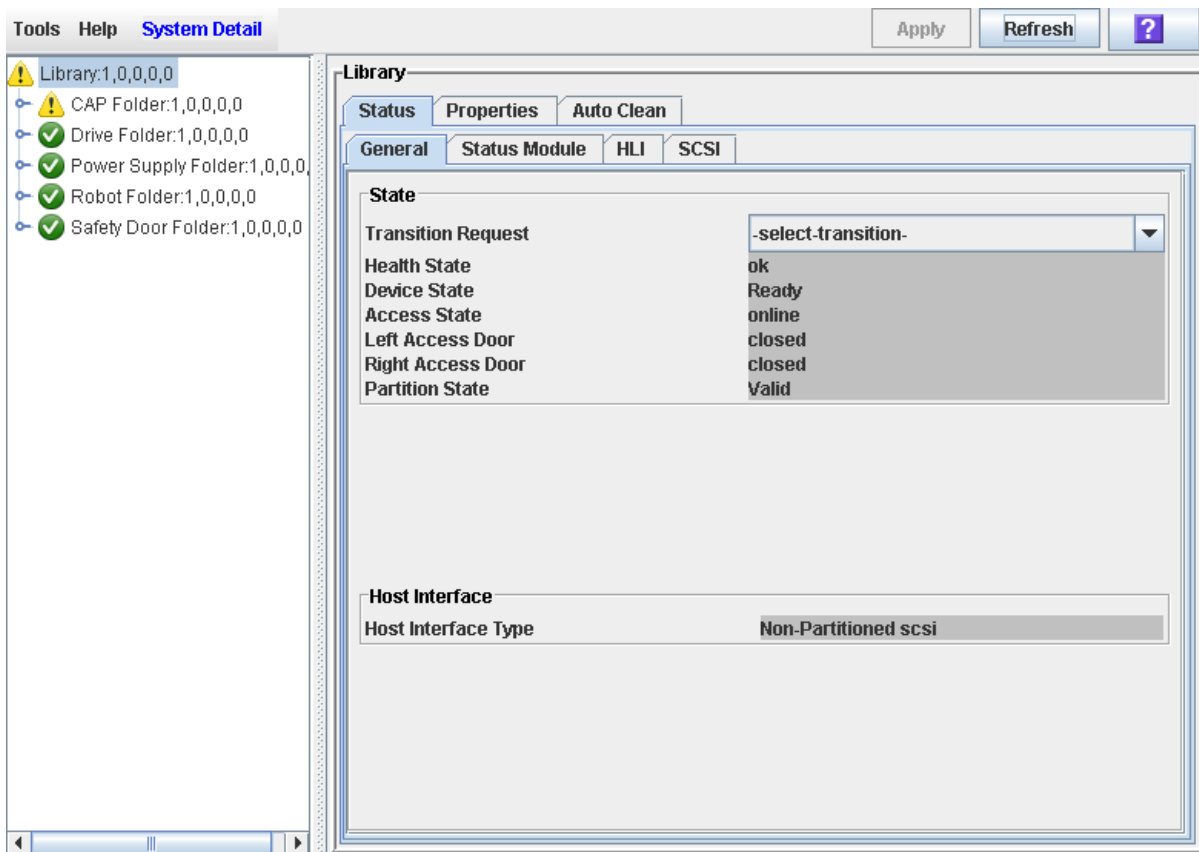 Tools Help System Detail Apply Refresh ?
Library:1,0,0,0,0
CAP Folder:1,0,0,0,0
Drive Folder:1,0,0,0,0
Power Supply Folder:1,0,0,0,
Robot Folder:1,0,0,0,0
Safety Door Folder:1,0,0,0,0
Library
Status Properties Auto Clean
General Status Module HLI SCSI
State
Transition Request -select-transition-
Health State ok
Device State Ready
Access State online
Left Access Door closed
Right Access Door closed
Partition State Valid
Host Interface
Host Interface Type Non-Partitioned scsi